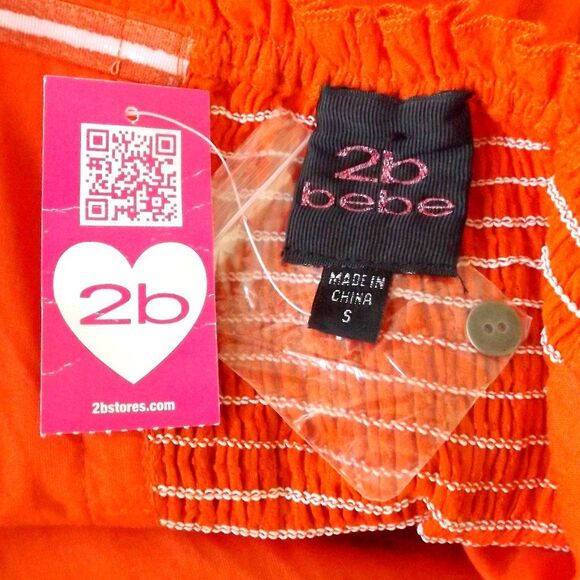 2b
2bstores.com
2b
bebe
MADE IN
CHINA
S